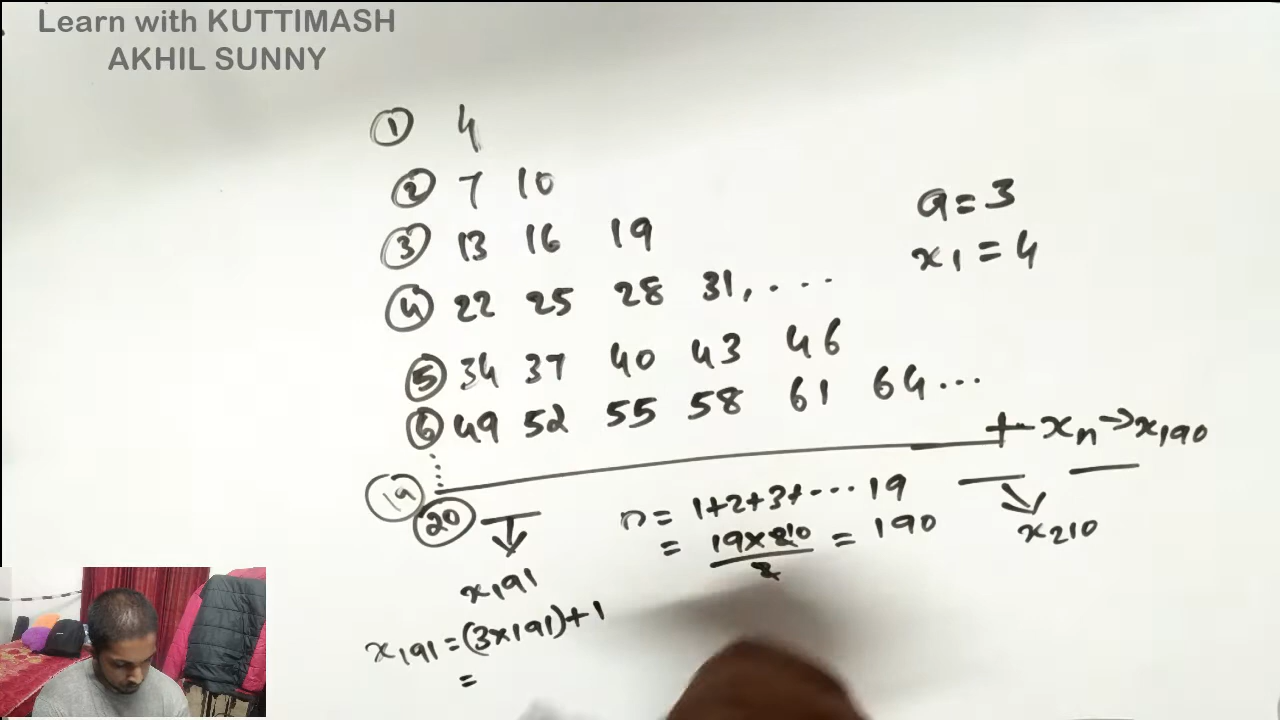 Learn with KUTTIMASH
AKHIL SUNNY
① 4
② 7 10
③ 13 16 19
④ 22 25 28 31, ...
⑤ 34 37 40 43 46
⑥ 49 52 55 58 61 64 ...
a = 3
x₁ = 4
xₙ → x₁₉₀
⑲
⑳
n = 1+2+3+ ... 19
= 19×20/2 = 190
x₂₁₀
x₁₉₁
x₁₉₁ = (3×191)+1
=